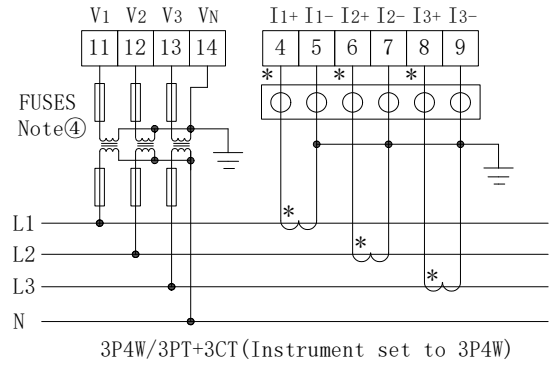 V1 V2 V3 VN I1+ I1- I2+ I2- I3+ I3-
11 12 13 14 4 5 6 7 8 9
* * *
FUSES
Note④
*
L1
*
L2
*
L3
N
3P4W/3PT+3CT(Instrument set to 3P4W)